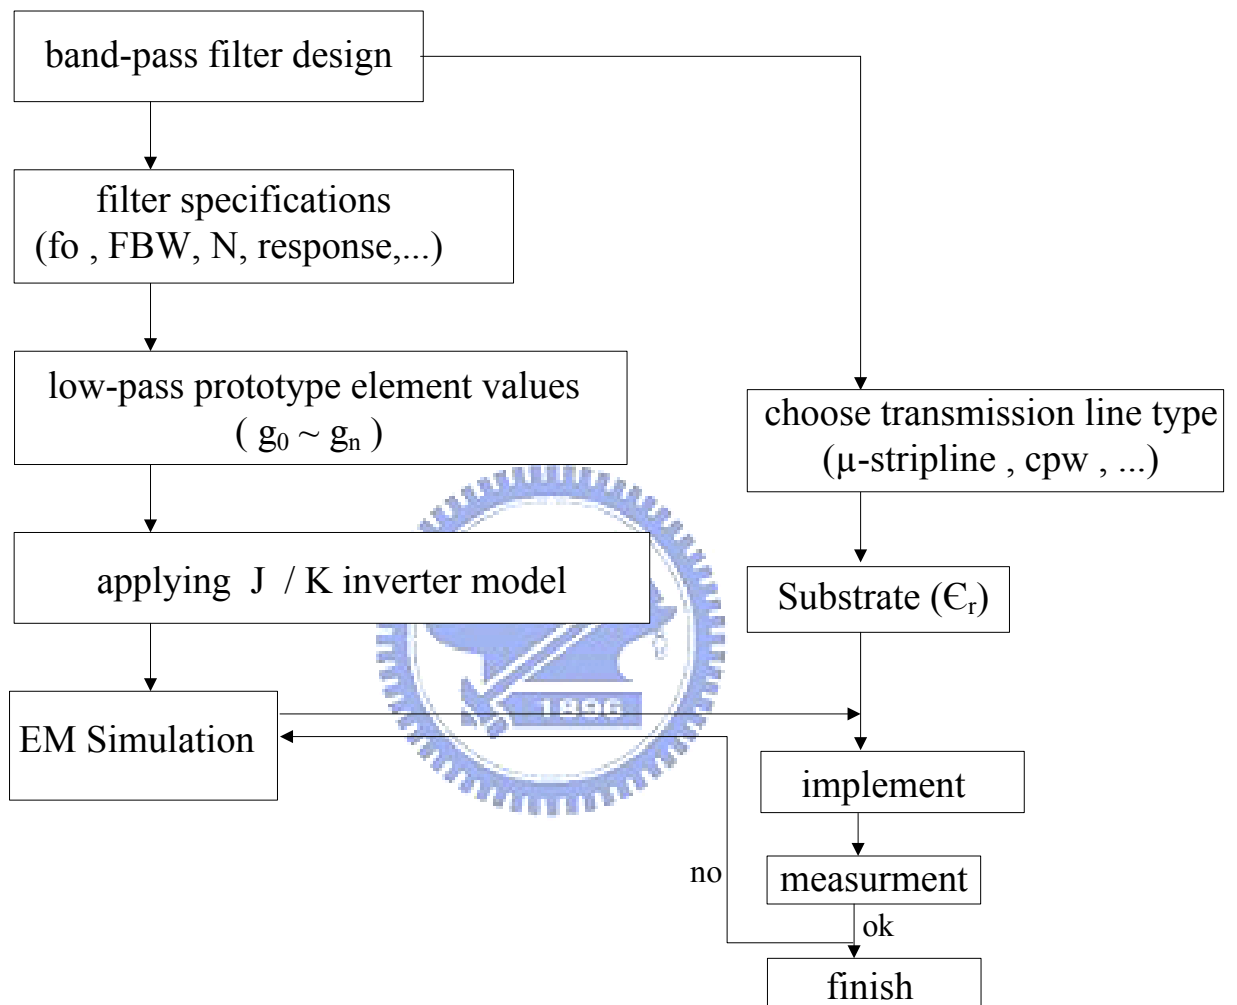 band-pass filter design
filter specifications
(fo , FBW, N, response,...)
low-pass prototype element values
( g₀ ~ gₙ )
applying J / K inverter model
EM Simulation
choose transmission line type
(µ-stripline , cpw , ...)
Substrate (Єᵣ)
1896
implement
measurment
no
ok
finish